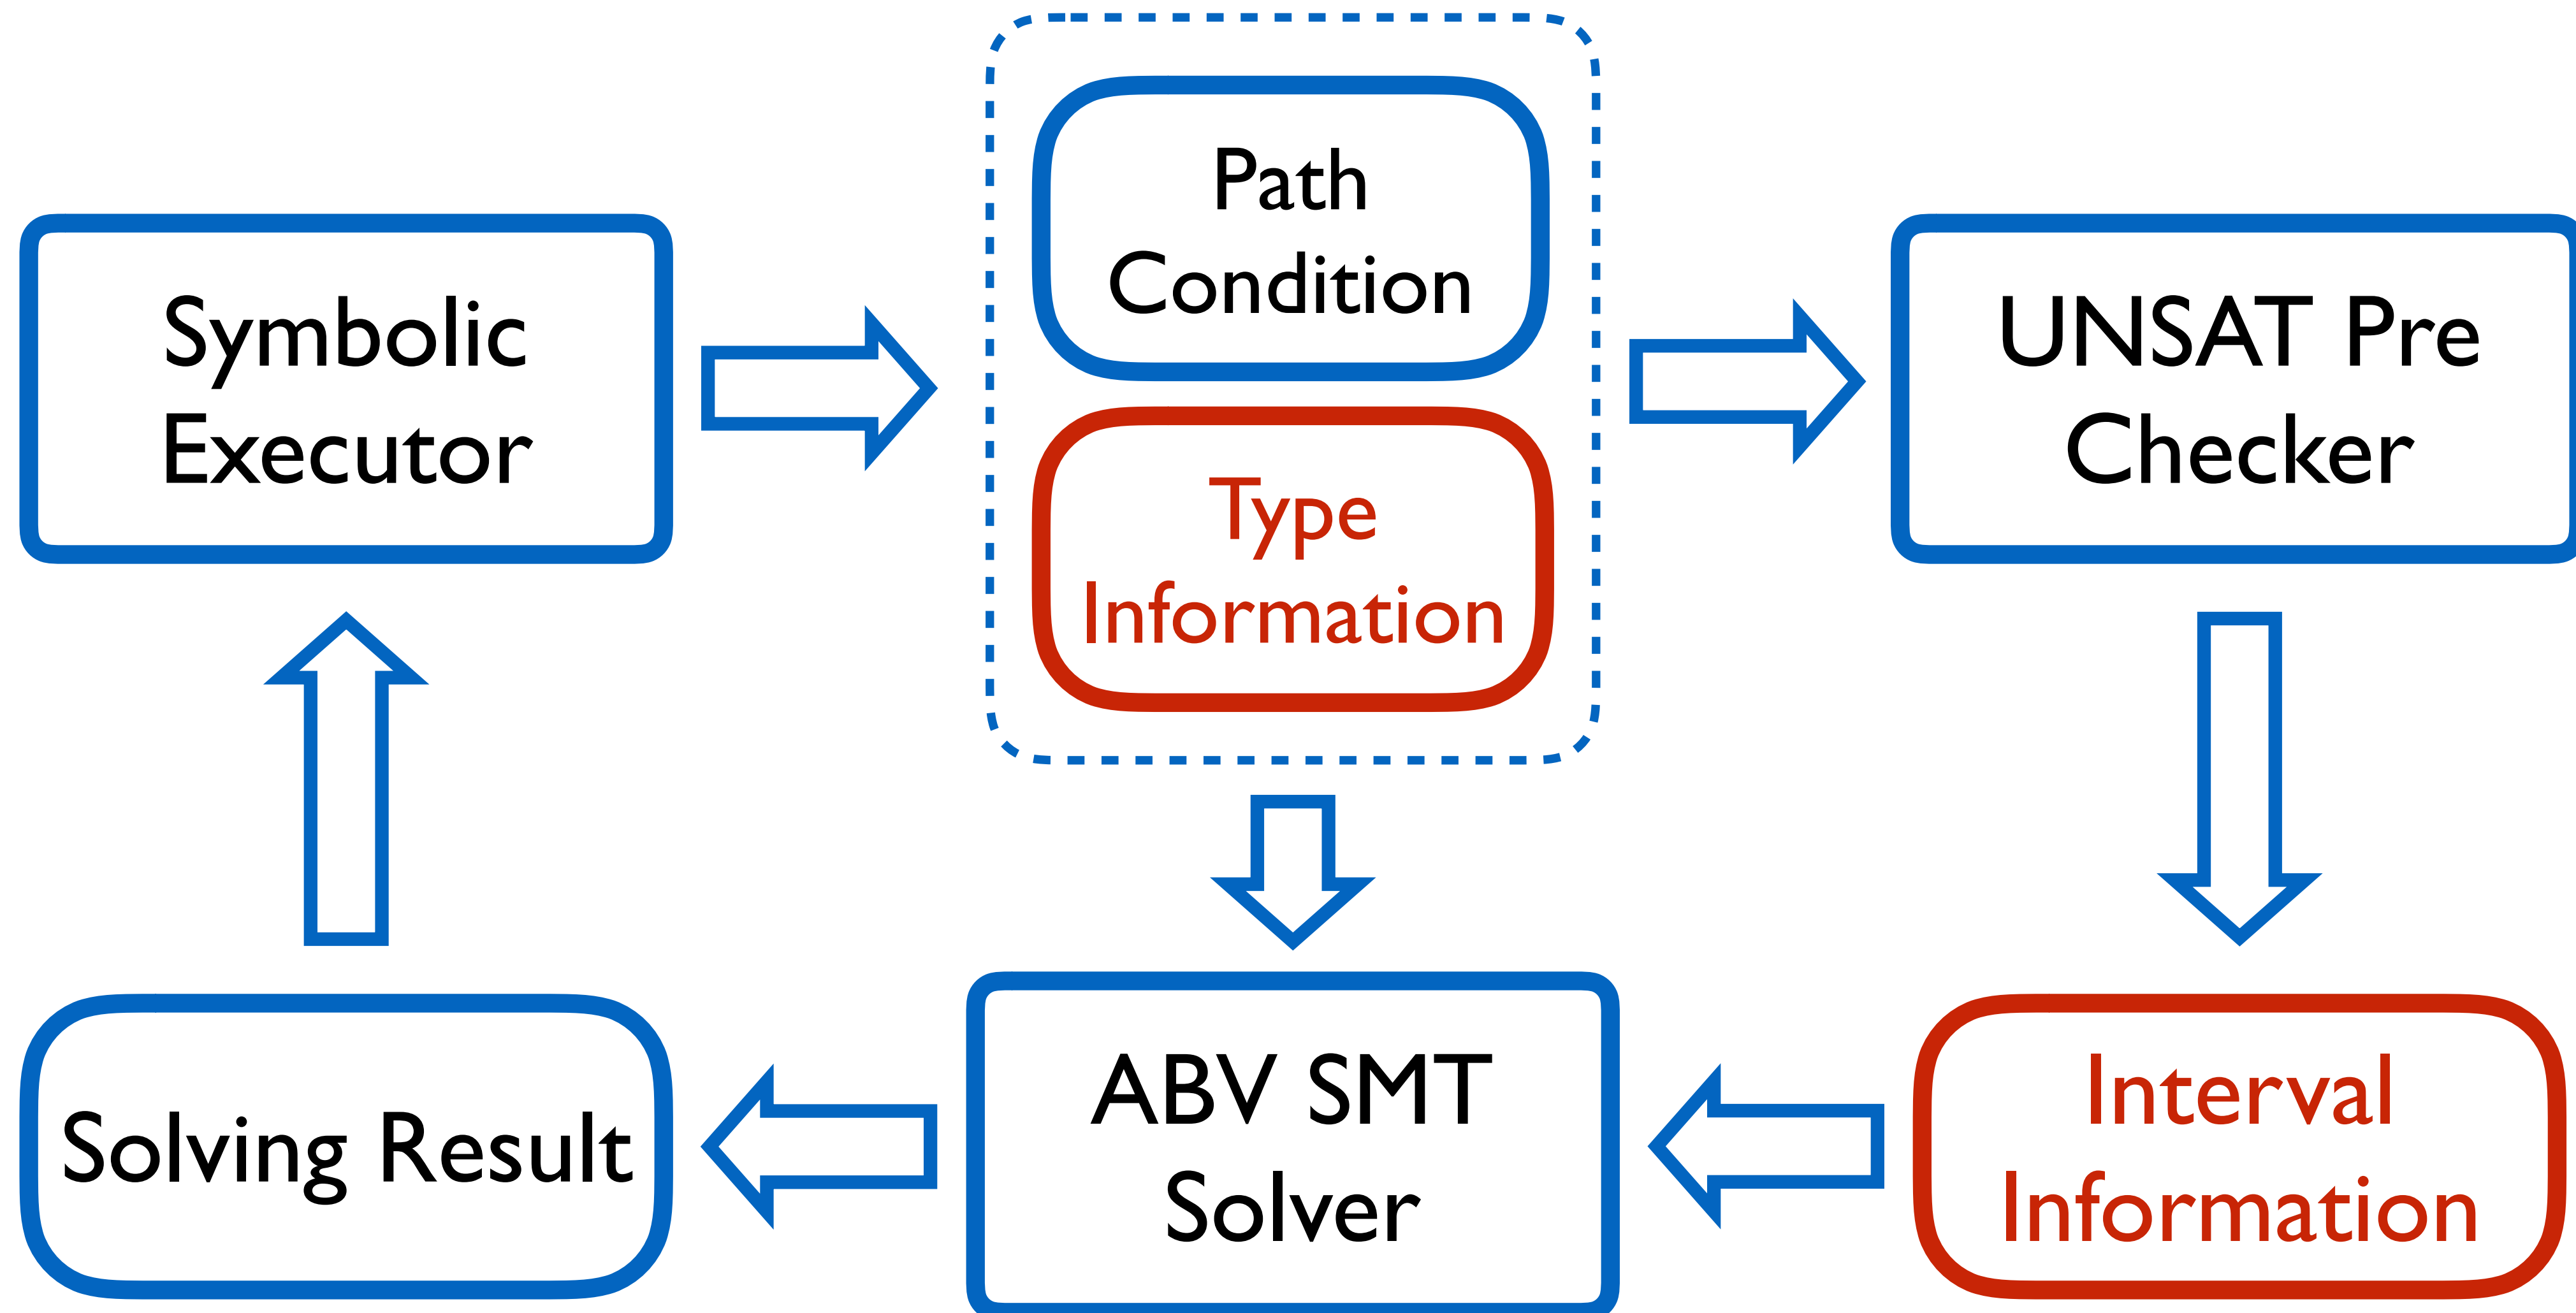 Symbolic
Executor
Path
Condition
Type
Information
UNSAT Pre
Checker
Solving Result
ABV SMT
Solver
Interval
Information